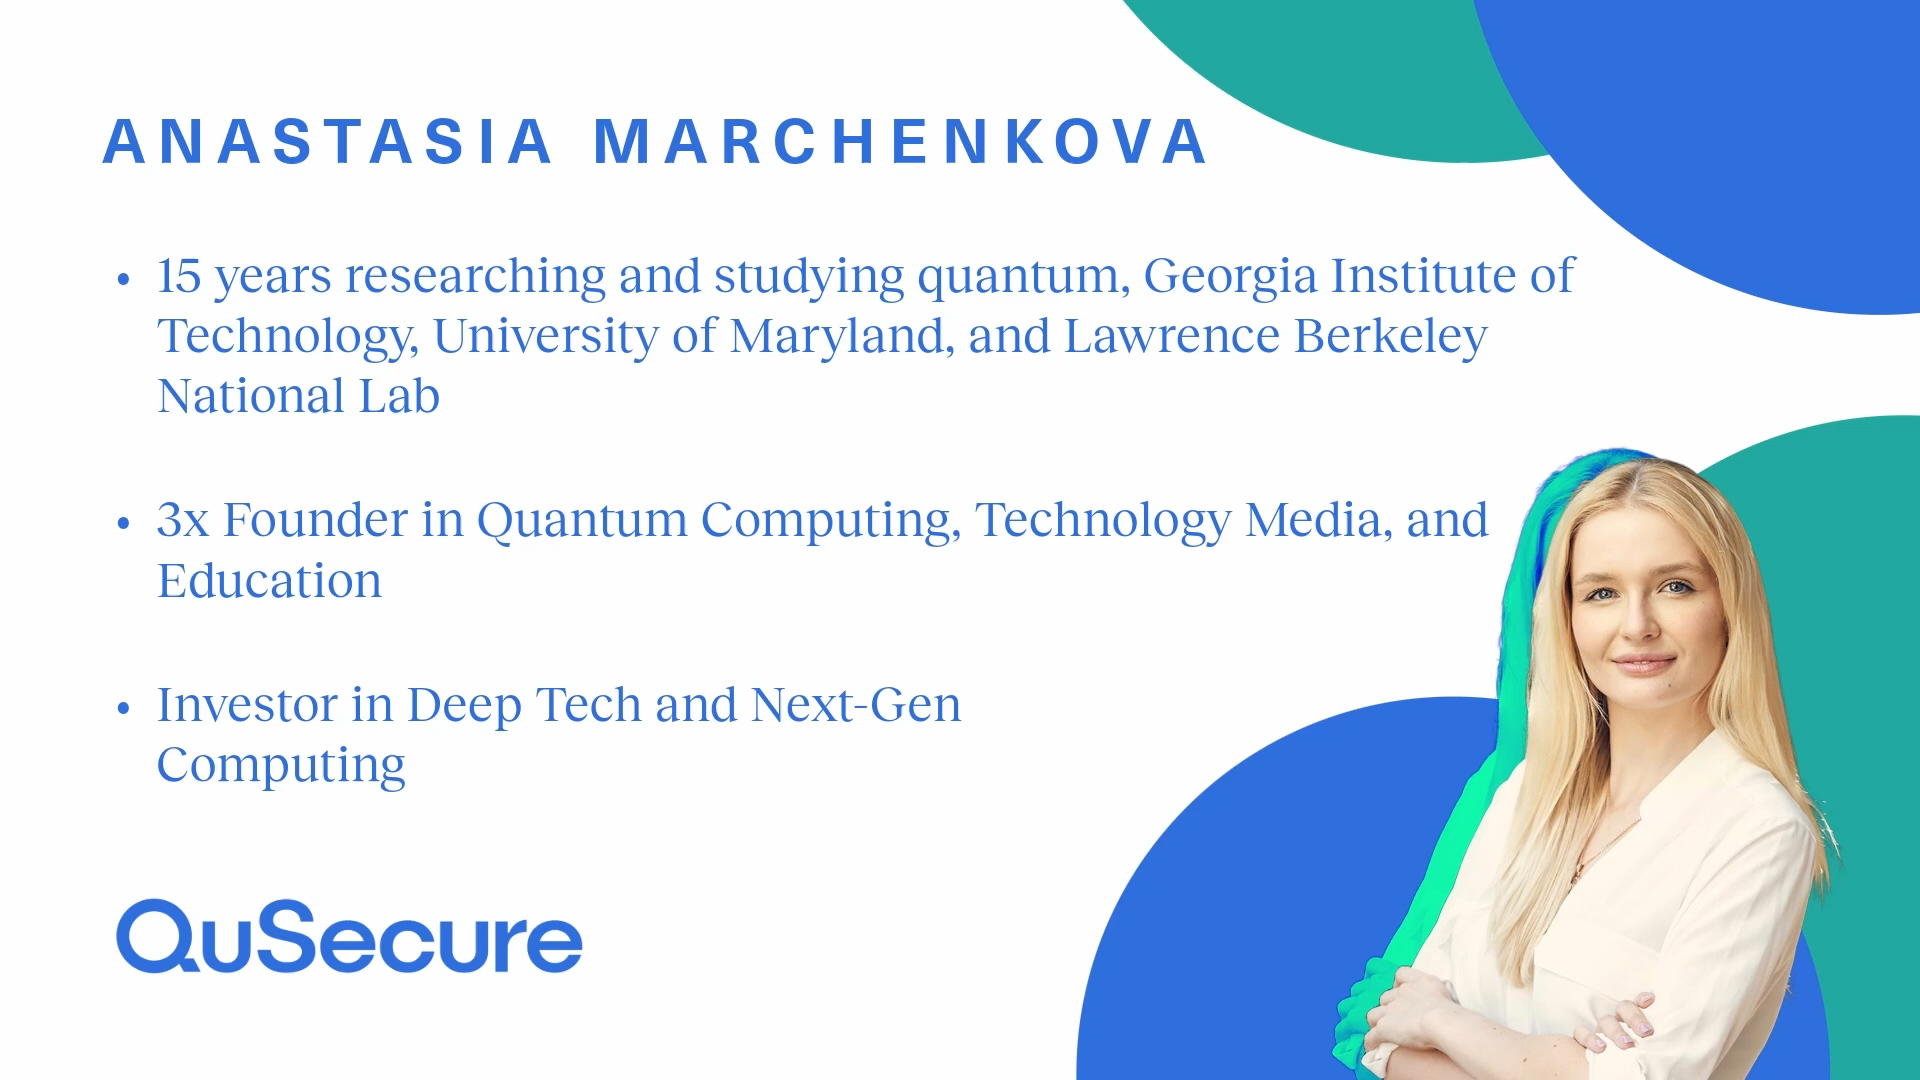 ANASTASIA MARCHENKOVA
• 15 years researching and studying quantum, Georgia Institute of
Technology, University of Maryland, and Lawrence Berkeley
National Lab
• 3x Founder in Quantum Computing, Technology Media, and
Education
• Investor in Deep Tech and Next-Gen
Computing
QuSecure